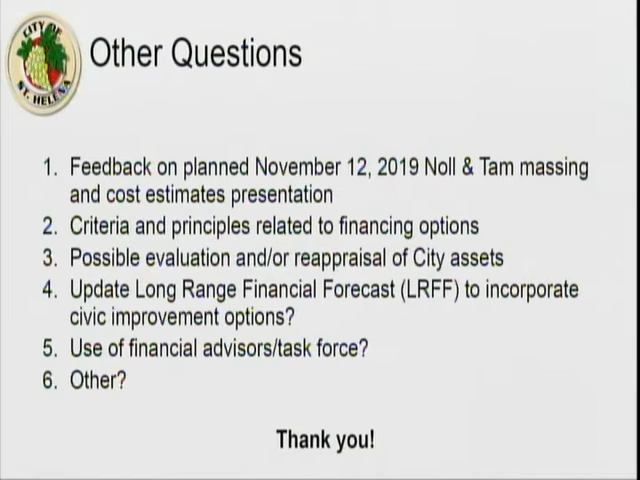 CITY OF
ST. HELENA
Other Questions
1. Feedback on planned November 12, 2019 Noll & Tam massing
and cost estimates presentation
2. Criteria and principles related to financing options
3. Possible evaluation and/or reappraisal of City assets
4. Update Long Range Financial Forecast (LRFF) to incorporate
civic improvement options?
5. Use of financial advisors/task force?
6. Other?
Thank you!